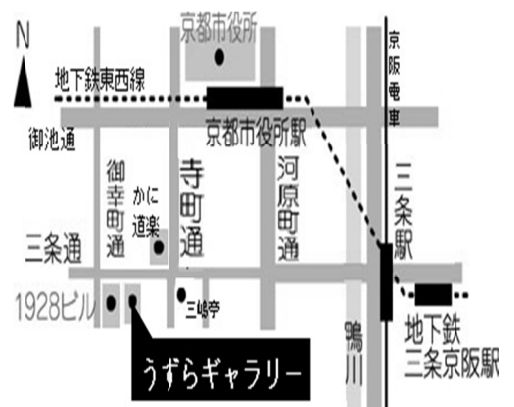 N
京都市役所
京阪電車
地下鉄東西線
京都市役所駅
御池通
御幸町通
かに
道楽
寺町通
河原町通
三条駅
三条通
1928ビル
三嶋亭
鴨川
地下鉄
三条京阪駅
うずらギャラリー